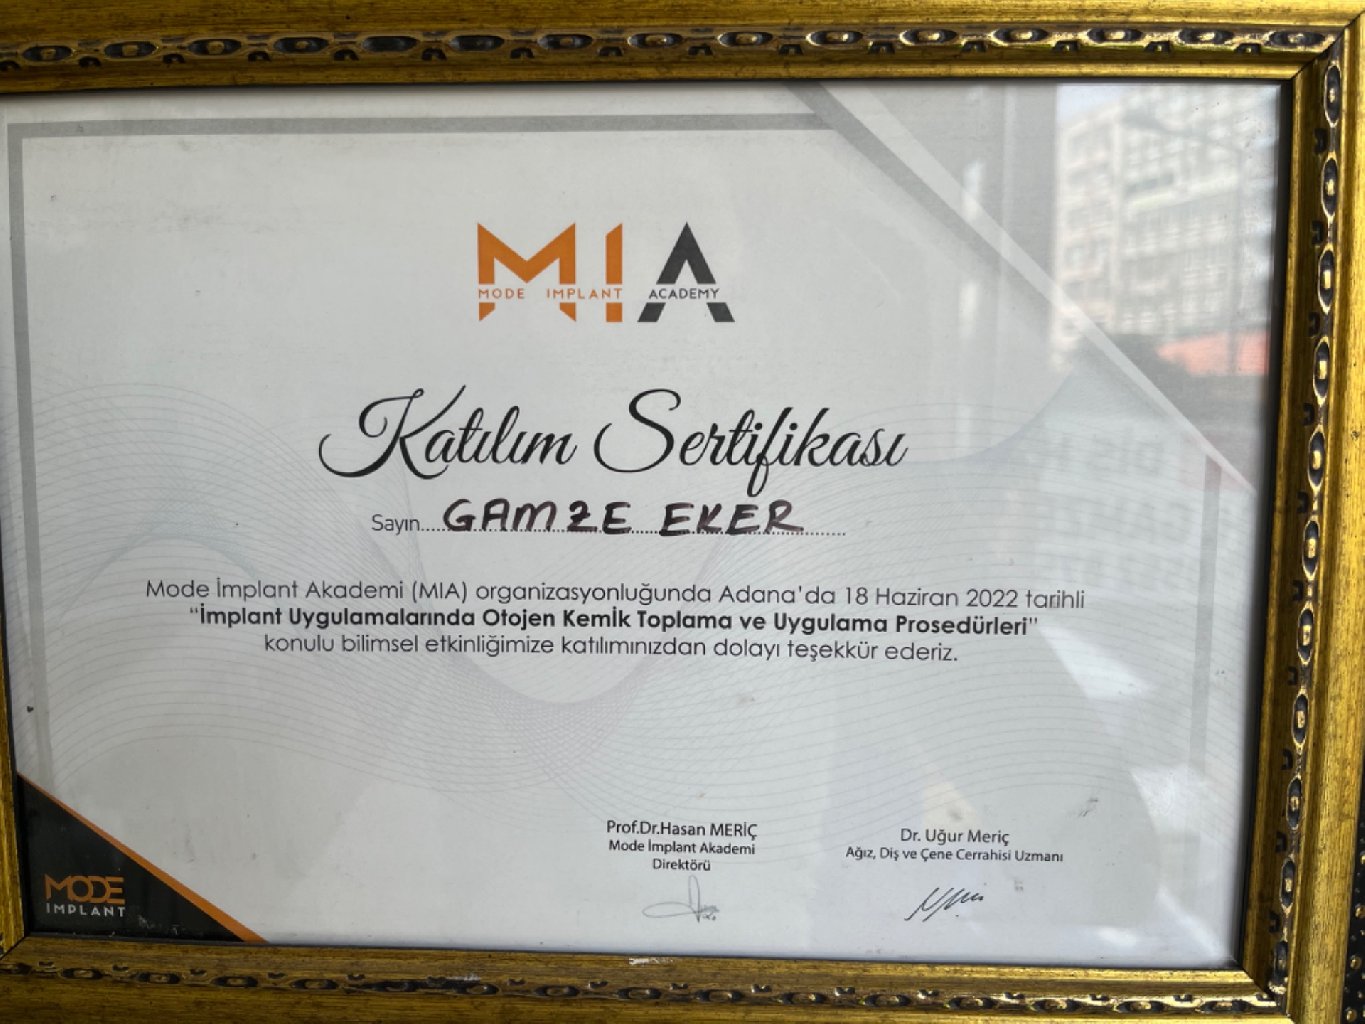 MIA
MODE IMPLANT ACADEMY
Katılım Sertifikası
Sayın....GAMZE EKER........
Mode İmplant Akademi (MIA) organizasyonluğunda Adana'da 18 Haziran 2022 tarihli
"İmplant Uygulamalarında Otojen Kemik Toplama ve Uygulama Prosedürleri"
konulu bilimsel etkinliğimize katılımınızdan dolayı teşekkür ederiz.
Prof.Dr.Hasan MERİÇ
Mode İmplant Akademi
Direktörü
Dr. Uğur Meriç
Ağız, Diş ve Çene Cerrahisi Uzmanı
MODE
IMPLANT